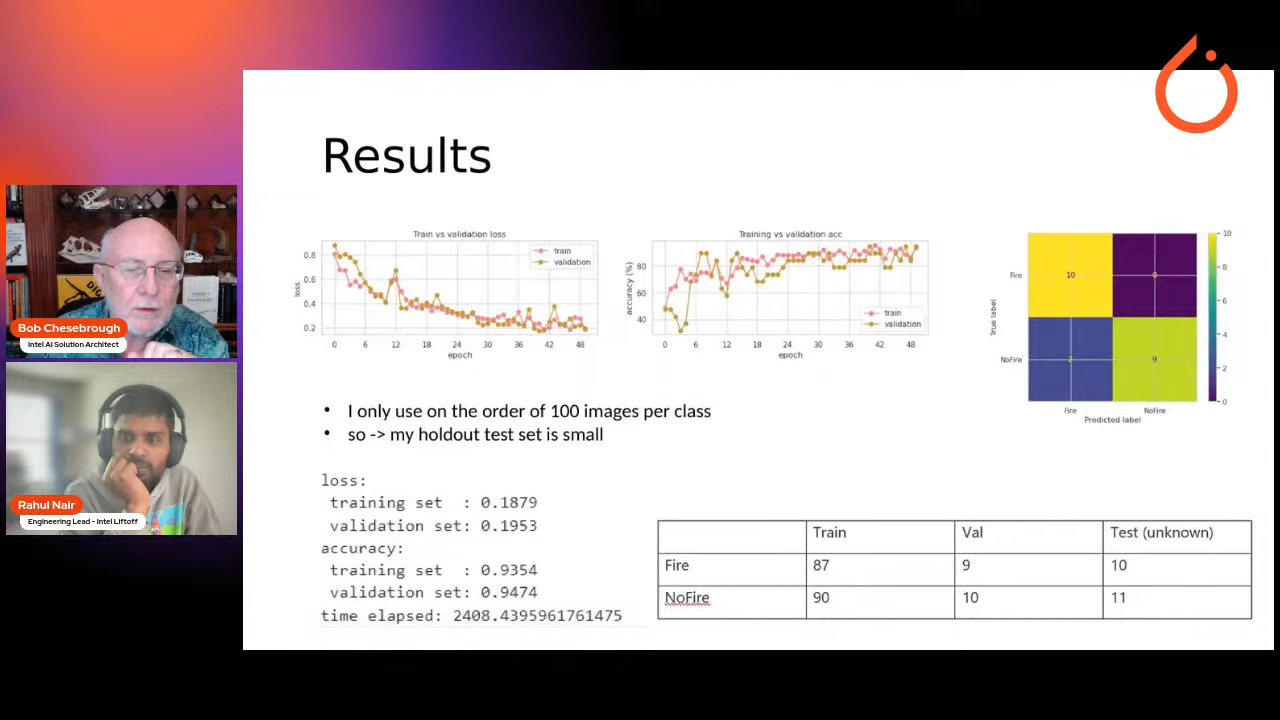 Results
Train vs validation loss
train
validation
0.8
0.6
0.4
0.2
loss
0 6 12 18 24 30 36 42 48
epoch
Training vs validation acc
80
60
40
accuracy (%)
train
validation
0 6 12 18 24 30 36 42 48
epoch
True label
Fire
NoFire
10
0
2
9
Fire NoFire
Predicted label
10
8
6
4
2
0
Bob Chesebrough
Intel AI Solution Architect
Rahul Nair
Engineering Lead - Intel Liftoff
• I only use on the order of 100 images per class
• so -> my holdout test set is small
loss:
training set : 0.1879
validation set: 0.1953
accuracy:
training set : 0.9354
validation set: 0.9474
time elapsed: 2408.4395961761475
Train Val Test (unknown)
Fire 87 9 10
NoFire 90 10 11